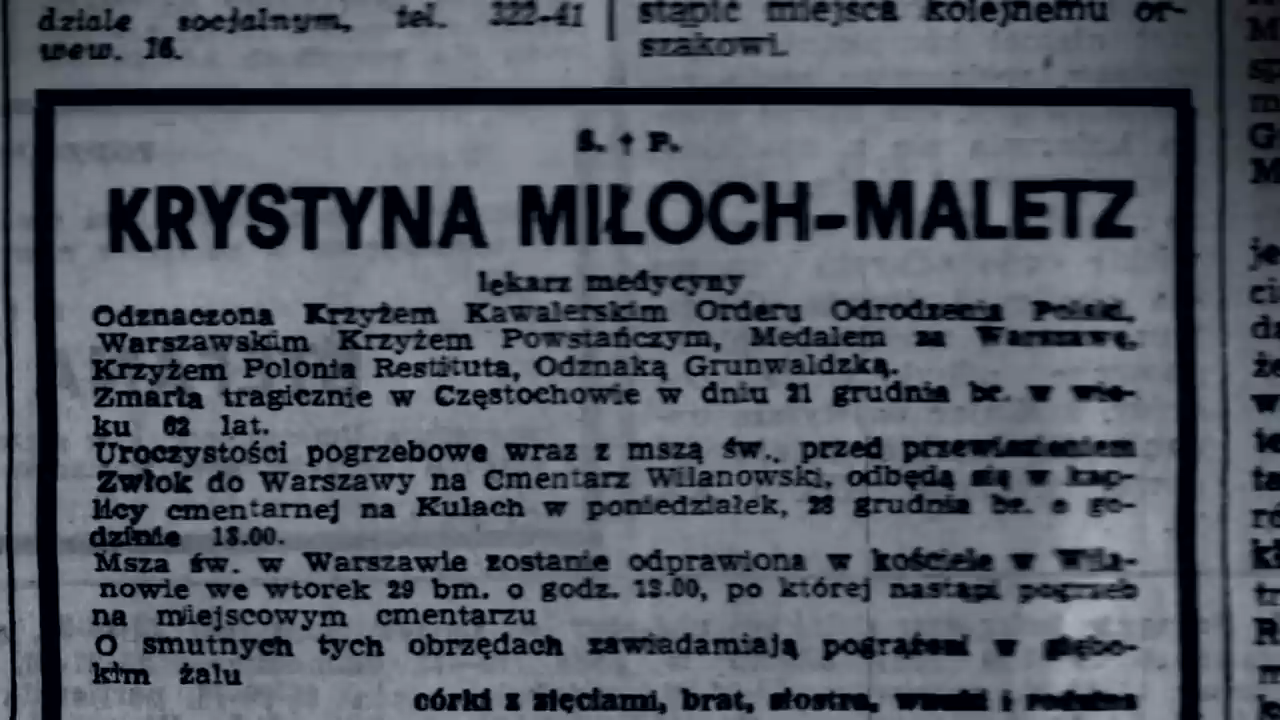 dziale socjalnym, tel. 322-41
wew. 16.
stąpić miejsca kolejnemu or-
szakowi.
Ś. † P.
KRYSTYNA MIŁOCH-MALETZ
lekarz medycyny
Odznaczona Krzyżem Kawalerskim Orderu Odrodzenia Polski,
Warszawskim Krzyżem Powstańczym, Medalem za Warszawę,
Krzyżem Polonia Restituta, Odznaką Grunwaldzką.
Zmarła tragicznie w Częstochowie w dniu 21 grudnia br. w wie-
ku 62 lat.
Uroczystości pogrzebowe wraz z mszą św., przed przewiezieniem
Zwłok do Warszawy na Cmentarz Wilanowski, odbędą się w kap-
licy cmentarnej na Kulach w poniedziałek, 28 grudnia br. o go-
dzinie 13.00.
Msza św. w Warszawie zostanie odprawiona w kościele w Wila-
nowie we wtorek 29 bm. o godz. 13.00, po której nastąpi pogrzeb
na miejscowym cmentarzu
O smutnych tych obrzędach zawiadamiają pogrążeni w głębo-
kim żalu
córki z zięciami, brat, siostra, wnuki i rodzina